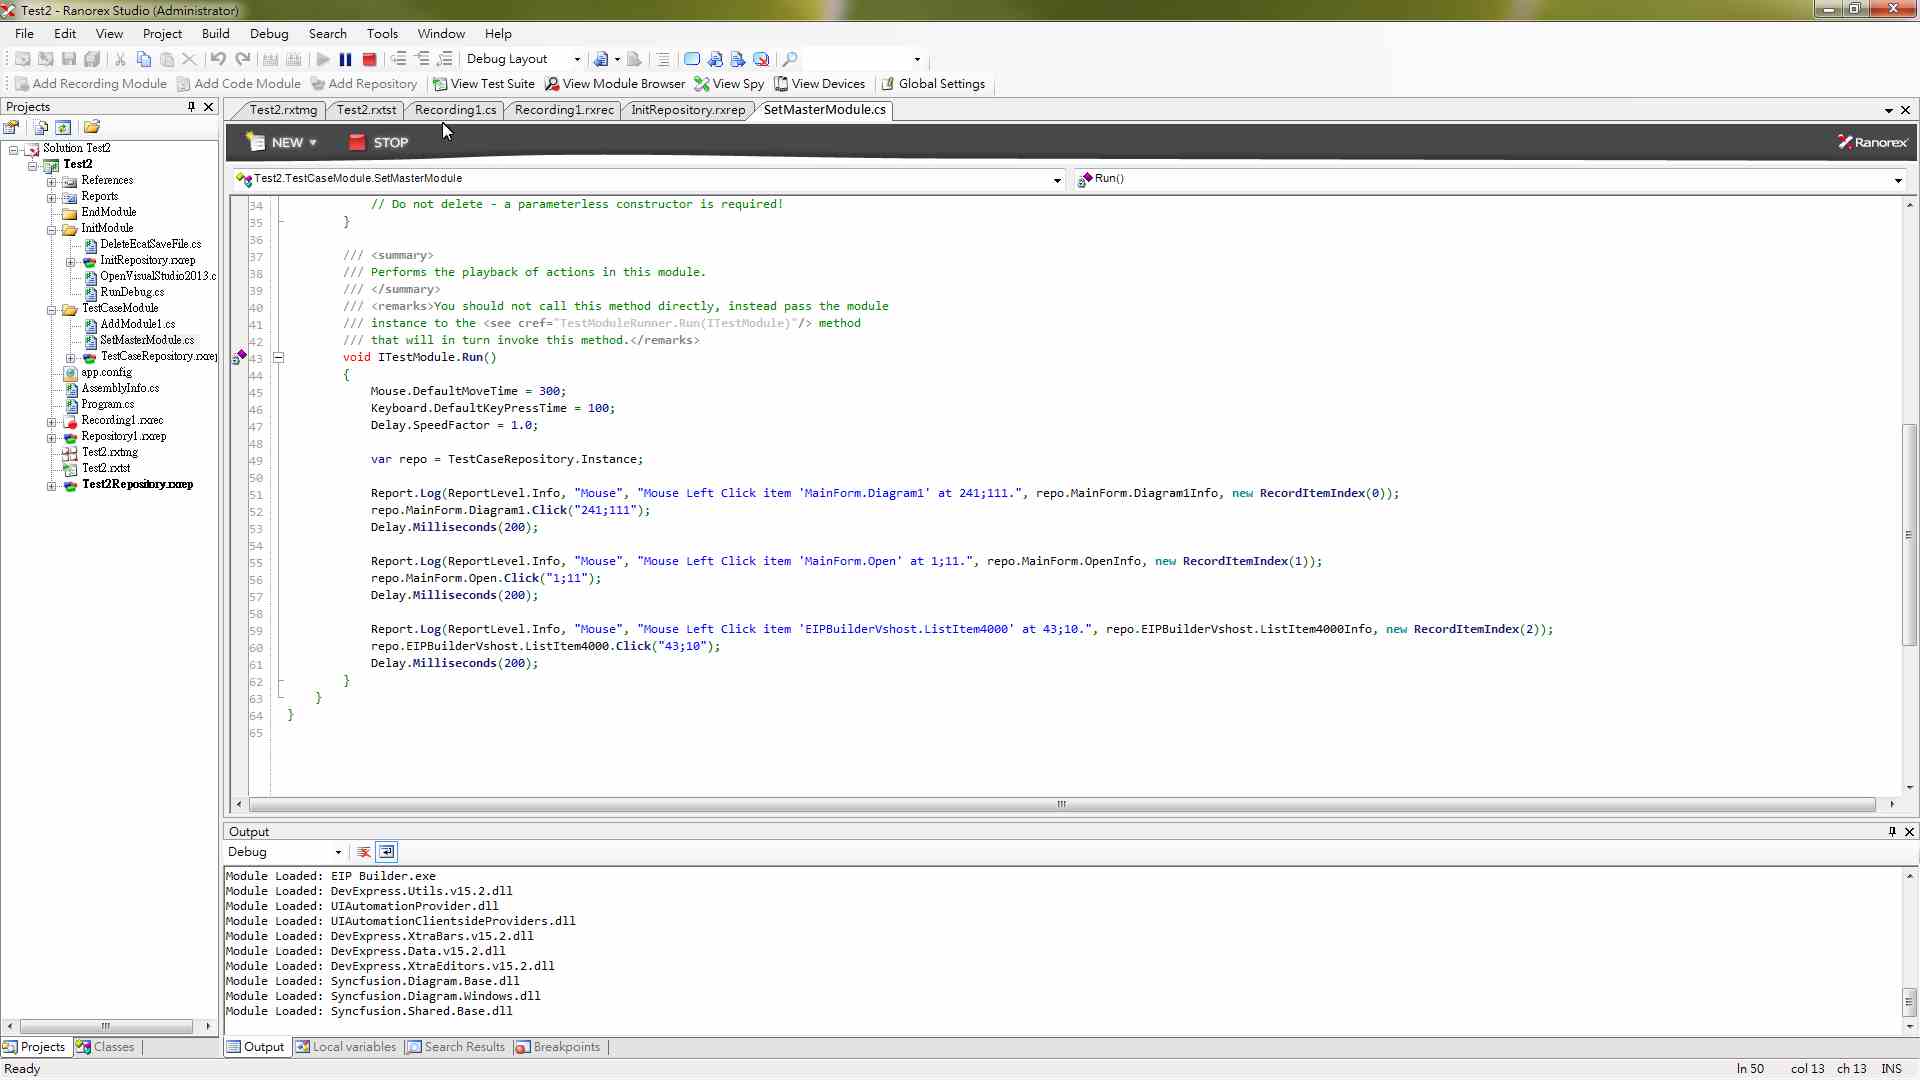 Test2 - Ranorex Studio (Administrator)
File Edit View Project Build Debug Search Tools Window Help
Debug Layout
Add Recording Module Add Code Module Add Repository View Test Suite View Module Browser View Spy View Devices Global Settings
Projects
Test2.rxtmg Test2.rxtst Recording1.cs Recording1.rxrec InitRepository.rxrep SetMasterModule.cs
NEW STOP Ranorex
Solution Test2
Test2
References
Reports
EndModule
InitModule
DeleteEcatSaveFile.cs
InitRepository.rxrep
OpenVisualStudio2013.c
RunDebug.cs
TestCaseModule
AddModule1.cs
SetMasterModule.cs
TestCaseRepository.rxrep
app.config
AssemblyInfo.cs
Program.cs
Recording1.rxrec
Repository1.rxrep
Test2.rxtmg
Test2.rxtst
Test2Repository.rxrep
Test2.TestCaseModule.SetMasterModule Run()
34 // Do not delete - a parameterless constructor is required!
35 }
36
37 /// <summary>
38 /// Performs the playback of actions in this module.
39 /// </summary>
40 /// <remarks>You should not call this method directly, instead pass the module
41 /// instance to the <see cref="TestModuleRunner.Run(ITestModule)"/> method
42 /// that will in turn invoke this method.</remarks>
43 void ITestModule.Run()
44 {
45 Mouse.DefaultMoveTime = 300;
46 Keyboard.DefaultKeyPressTime = 100;
47 Delay.SpeedFactor = 1.0;
48
49 var repo = TestCaseRepository.Instance;
50
51 Report.Log(ReportLevel.Info, "Mouse", "Mouse Left Click item 'MainForm.Diagram1' at 241;111.", repo.MainForm.Diagram1Info, new RecordItemIndex(0));
52 repo.MainForm.Diagram1.Click("241;111");
53 Delay.Milliseconds(200);
54
55 Report.Log(ReportLevel.Info, "Mouse", "Mouse Left Click item 'MainForm.Open' at 1;11.", repo.MainForm.OpenInfo, new RecordItemIndex(1));
56 repo.MainForm.Open.Click("1;11");
57 Delay.Milliseconds(200);
58
59 Report.Log(ReportLevel.Info, "Mouse", "Mouse Left Click item 'EIPBuilderVshost.ListItem4000' at 43;10.", repo.EIPBuilderVshost.ListItem4000Info, new RecordItemIndex(2));
60 repo.EIPBuilderVshost.ListItem4000.Click("43;10");
61 Delay.Milliseconds(200);
62 }
63 }
64 }
65
Output
Debug
Module Loaded: EIP Builder.exe
Module Loaded: DevExpress.Utils.v15.2.dll
Module Loaded: UIAutomationProvider.dll
Module Loaded: UIAutomationClientsideProviders.dll
Module Loaded: DevExpress.XtraBars.v15.2.dll
Module Loaded: DevExpress.Data.v15.2.dll
Module Loaded: DevExpress.XtraEditors.v15.2.dll
Module Loaded: Syncfusion.Diagram.Base.dll
Module Loaded: Syncfusion.Diagram.Windows.dll
Module Loaded: Syncfusion.Shared.Base.dll
Projects Classes Output Local variables Search Results Breakpoints
Ready ln 50 col 13 ch 13 INS